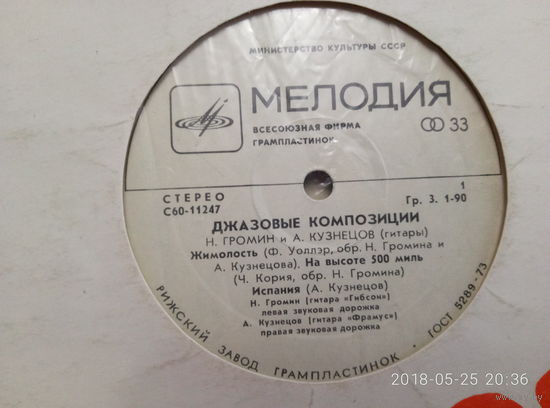 МИНИСТЕРСТВО КУЛЬТУРЫ СССР
МЕЛОДИЯ
ВСЕСОЮЗНАЯ ФИРМА
ГРАМПЛАСТИНОК
33
СТЕРЕО
С60-11247
1
Гр. 3. 1-90
ДЖАЗОВЫЕ КОМПОЗИЦИИ
Н. ГРОМИН и А. КУЗНЕЦОВ (гитары)
Жимолость (Ф. Уоллэр, обр. Н. Громина и
А. Кузнецова). На высоте 500 миль
(Ч. Кория, обр. Н. Громина)
Испания (А. Кузнецов)
Н. Громин (гитара «Гибсон»)
левая звуковая дорожка
А. Кузнецов (гитара «Фрамус»)
правая звуковая дорожка
РИЖСКИЙ ЗАВОД ГРАМПЛАСТИНОК • ГОСТ 5289-73
2018-05-25 20:36